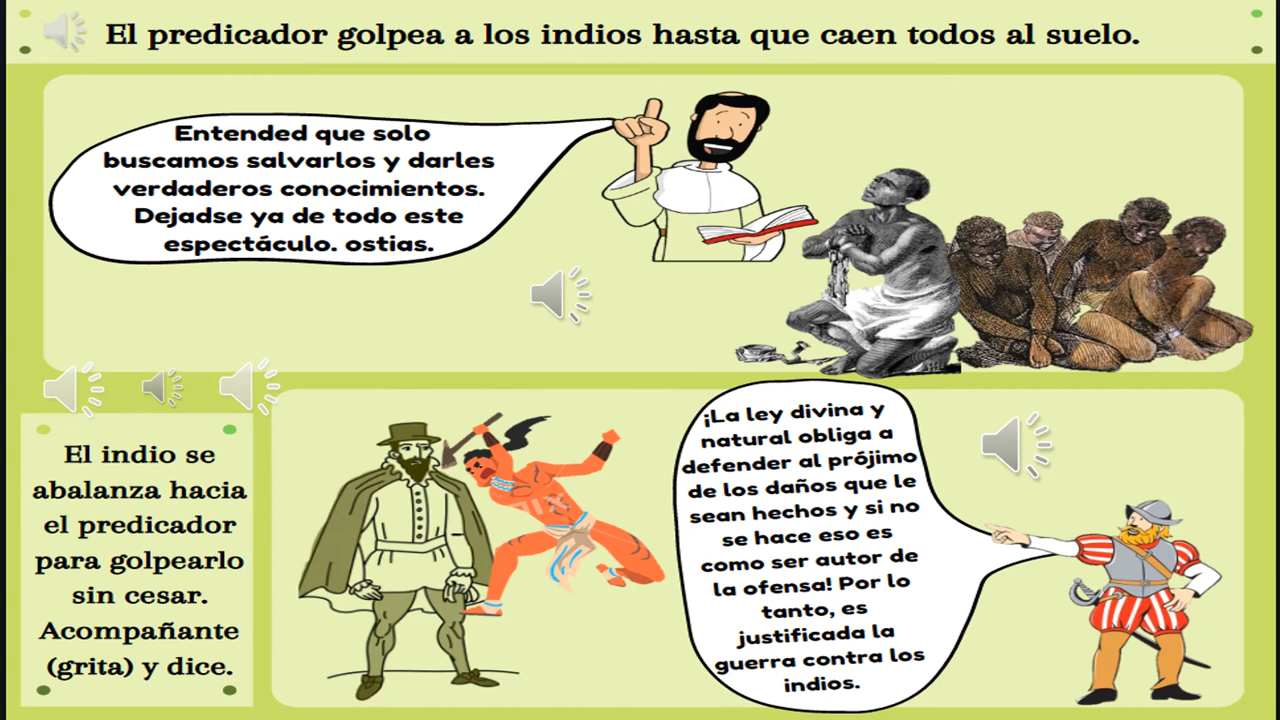 El predicador golpea a los indios hasta que caen todos al suelo.
Entended que solo
buscamos salvarlos y darles
verdaderos conocimientos.
Dejadse ya de todo este
espectáculo. ostias.
El indio se
abalanza hacia
el predicador
para golpearlo
sin cesar.
Acompañante
(grita) y dice.
¡La ley divina y
natural obliga a
defender al prójimo
de los daños que le
sean hechos y si no
se hace eso es
como ser autor de
la ofensa! Por lo
tanto, es
justificada la
guerra contra los
indios.